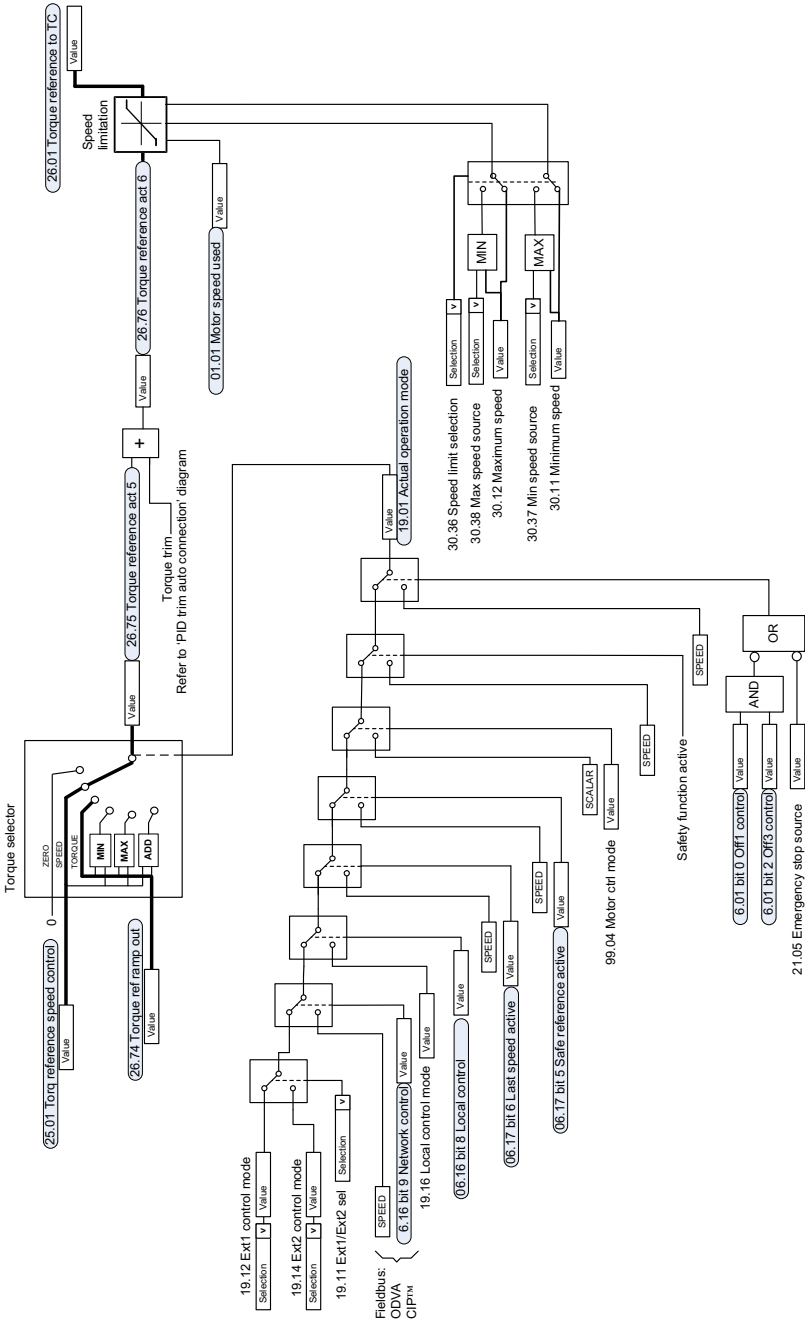 Torque selector
25.01 Torq reference speed control
Value
0
ZERO
SPEED
TORQUE
MIN
MAX
ADD
26.74 Torque ref ramp out
Value
Value
26.75 Torque reference act 5
+
Torque trim
Refer to 'PID trim auto connection' diagram
Value
26.76 Torque reference act 6
01.01 Motor speed used
Value
Speed
limitation
26.01 Torque reference to TC
Value
19.12 Ext1 control mode
Selection
v
Value
19.14 Ext2 control mode
Selection
v
Value
19.11 Ext1/Ext2 sel
Selection
v
Fieldbus:
ODVA
CIP™
SPEED
6.16 bit 9 Network control
Value
19.16 Local control mode
Value
06.16 bit 8 Local control
Value
SPEED
06.17 bit 6 Last speed active
Value
SPEED
06.17 bit 5 Safe reference active
Value
SCALAR
99.04 Motor ctrl mode
Value
SPEED
Safety function active
SPEED
6.01 bit 0 Off1 control
Value
6.01 bit 2 Off3 control
Value
AND
OR
21.05 Emergency stop source
Value
Value
19.01 Actual operation mode
30.36 Speed limit selection
Selection
v
30.38 Max speed source
Selection
v
MIN
30.12 Maximum speed
Value
30.37 Min speed source
Selection
v
MAX
30.11 Minimum speed
Value